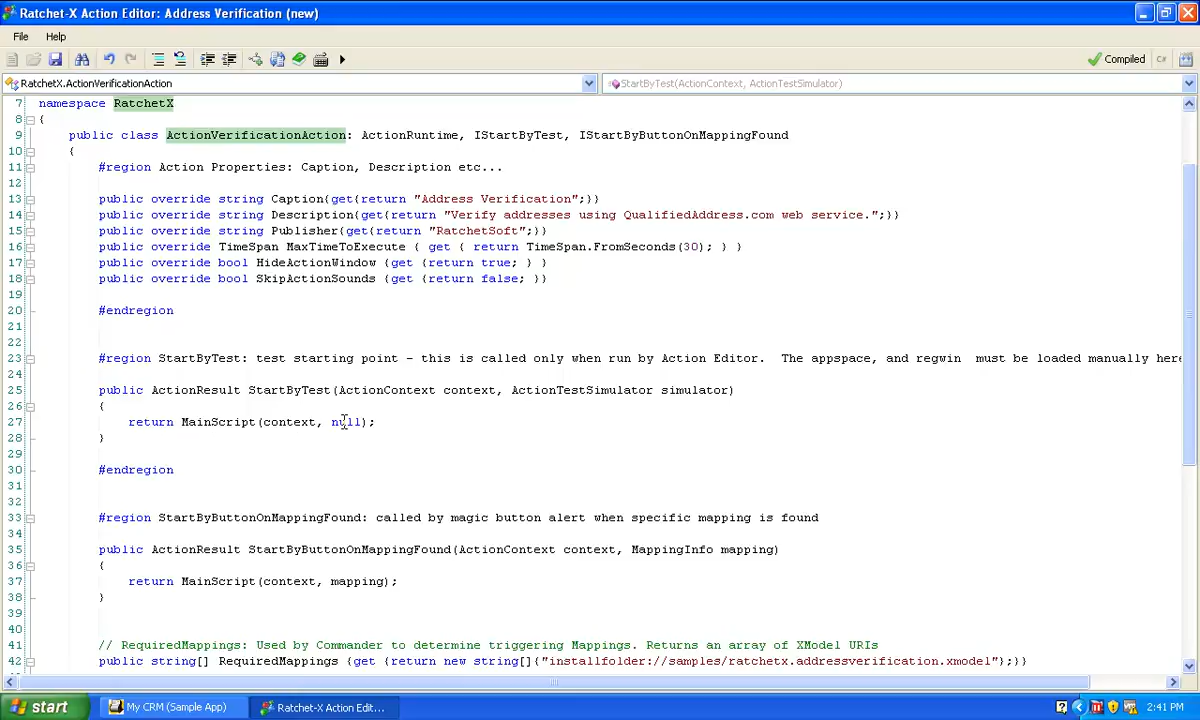 Ratchet-X Action Editor: Address Verification (new)
File Help
Compiled C#
RatchetX.ActionVerificationAction
StartByTest(ActionContext, ActionTestSimulator)
7 namespace RatchetX
8 {
9 public class ActionVerificationAction: ActionRuntime, IStartByTest, IStartByButtonOnMappingFound
10 {
11 #region Action Properties: Caption, Description etc...
12
13 public override string Caption{get{return "Address Verification";}}
14 public override string Description{get{return "Verify addresses using QualifiedAddress.com web service.";}}
15 public override string Publisher{get{return "RatchetSoft";}}
16 public override TimeSpan MaxTimeToExecute { get { return TimeSpan.FromSeconds(30); } }
17 public override bool HideActionWindow {get {return true; } }
18 public override bool SkipActionSounds {get {return false; }}
19
20 #endregion
21
22
23 #region StartByTest: test starting point - this is called only when run by Action Editor. The appspace, and regwin must be loaded manually here
24
25 public ActionResult StartByTest(ActionContext context, ActionTestSimulator simulator)
26 {
27 return MainScript(context, null);
28 }
29
30 #endregion
31
32
33 #region StartByButtonOnMappingFound: called by magic button alert when specific mapping is found
34
35 public ActionResult StartByButtonOnMappingFound(ActionContext context, MappingInfo mapping)
36 {
37 return MainScript(context, mapping);
38 }
39
40
41 // RequiredMappings: Used by Commander to determine triggering Mappings. Returns an array of XModel URIs
42 public string[] RequiredMappings {get {return new string[]{"installfolder://samples/ratchetx.addressverification.xmodel"};}}
start My CRM (Sample App) Ratchet-X Action Edit... 2:41 PM